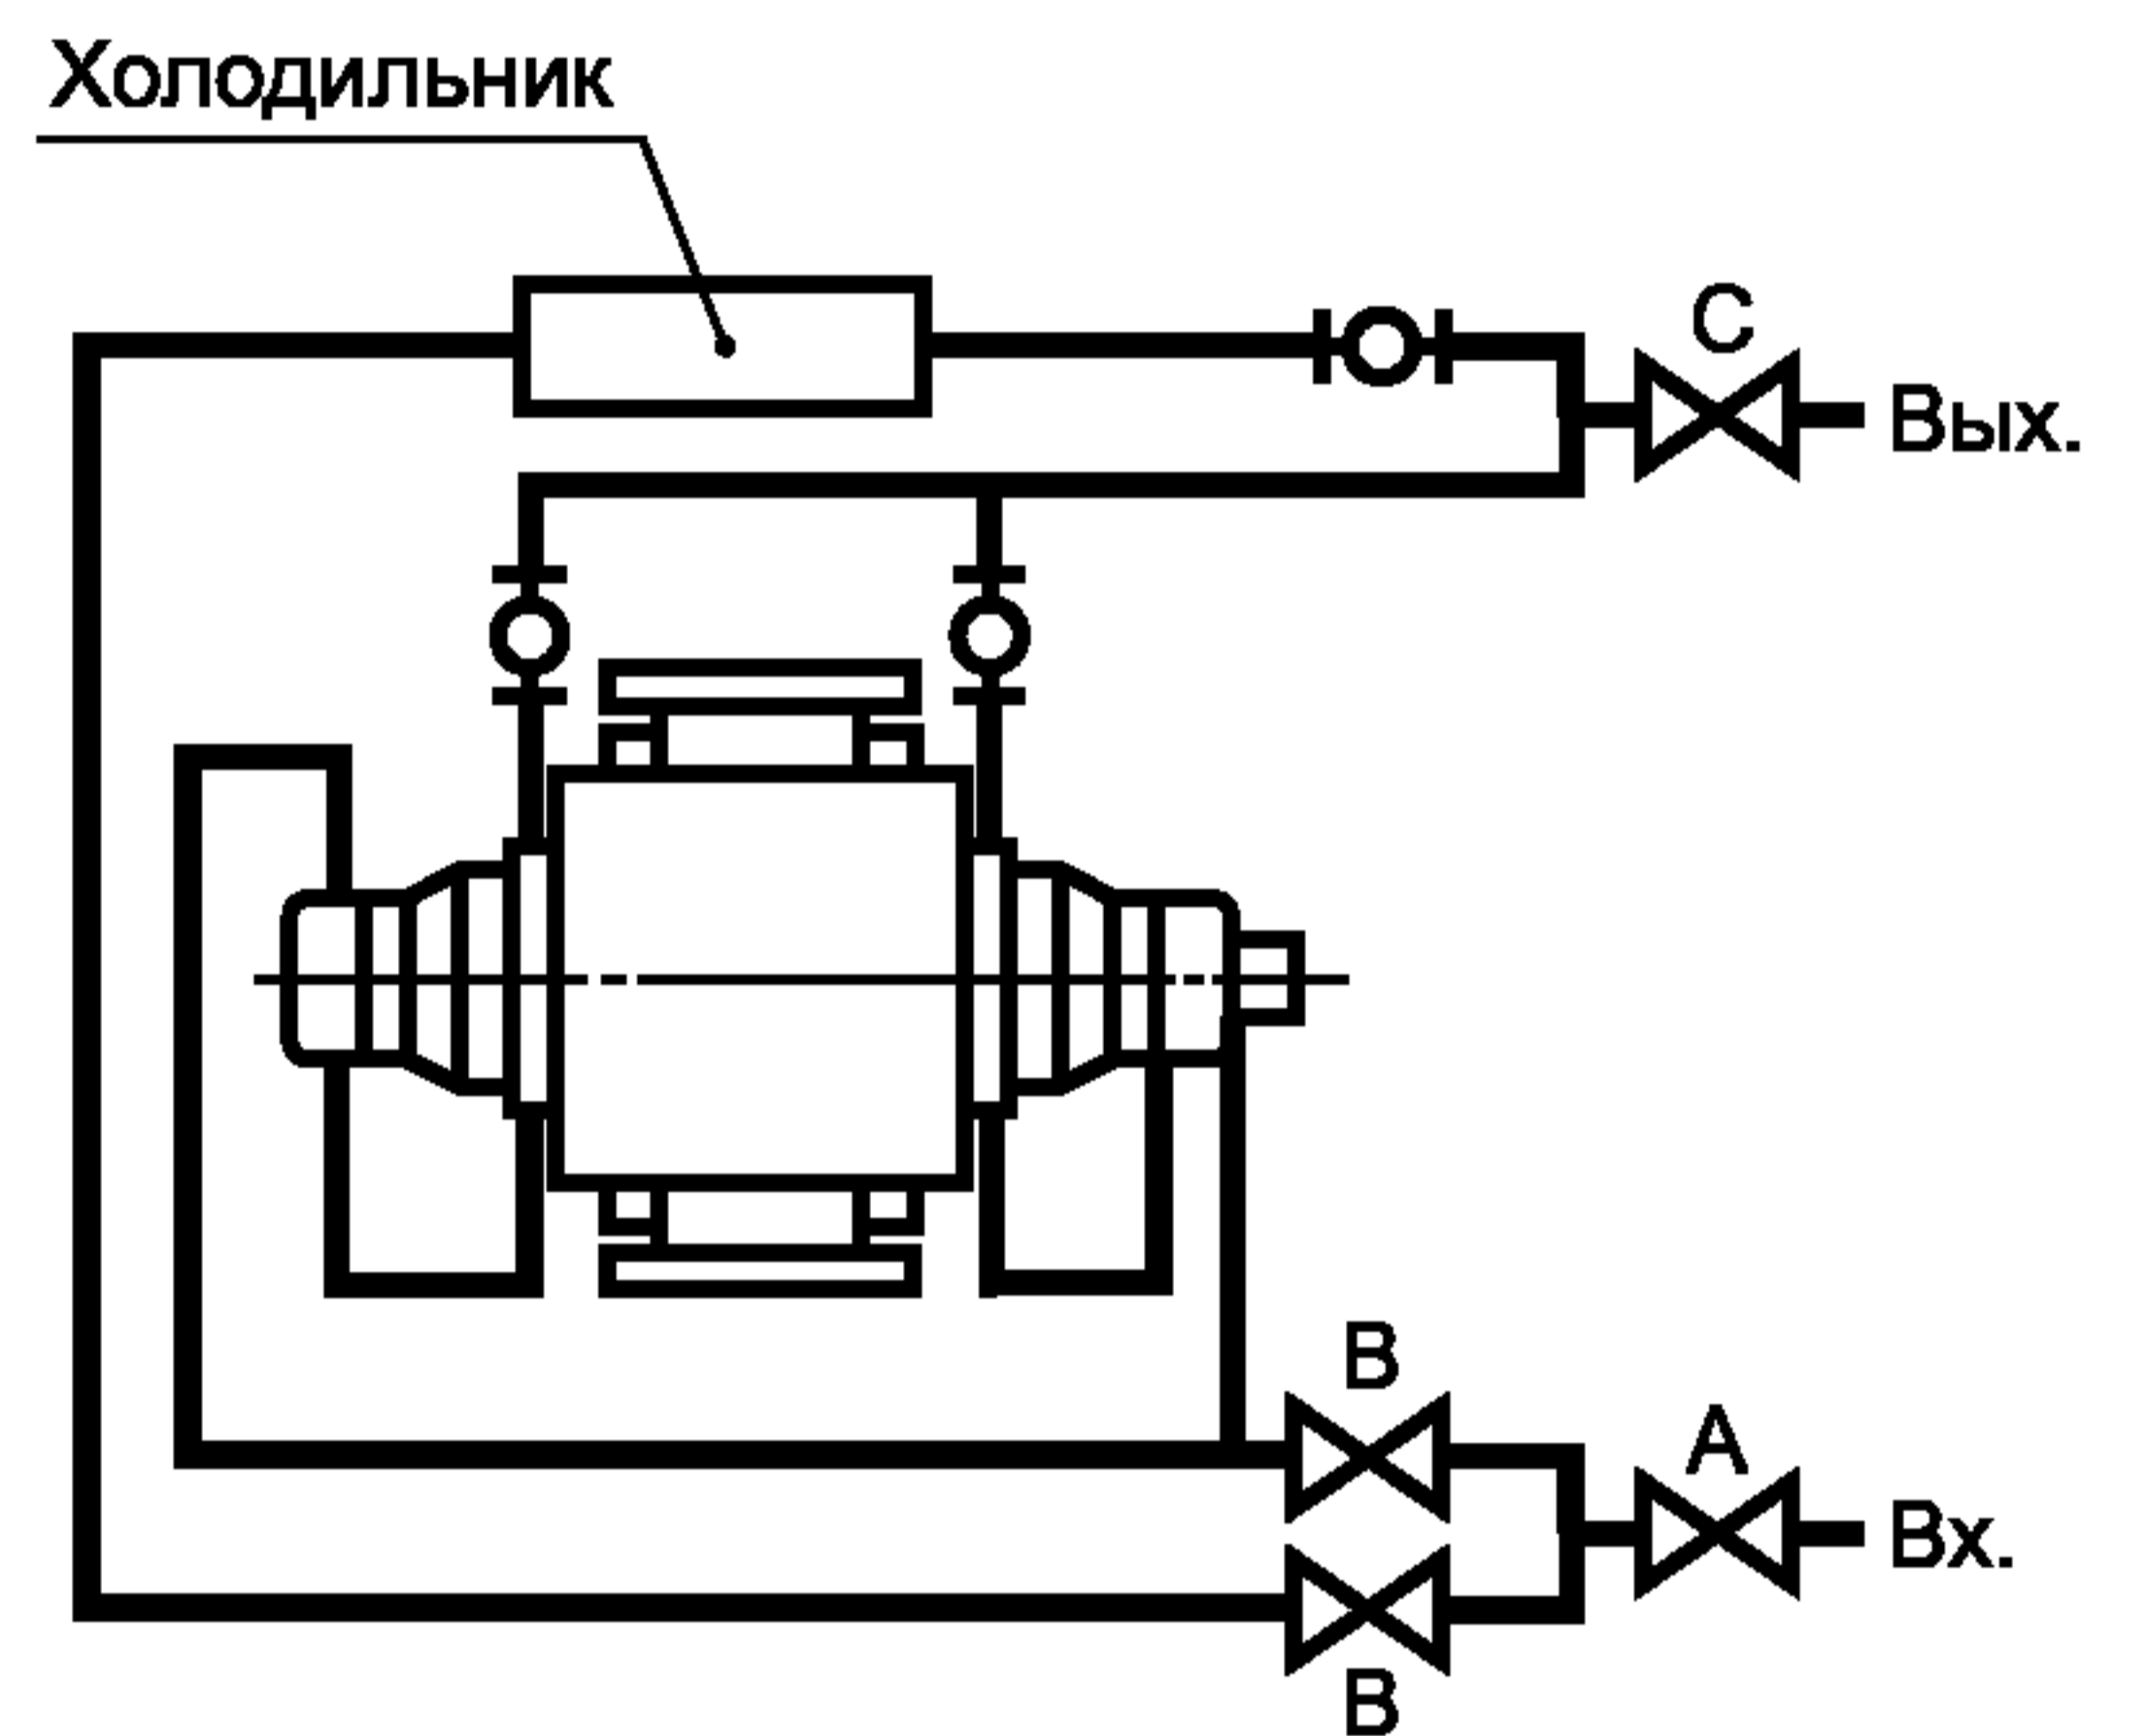 Холодильник
С
Вых.
В
А
Вх.
В